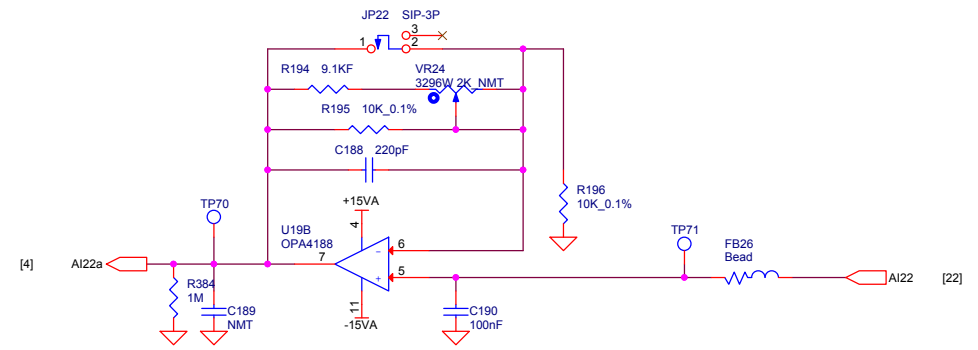 JP22 SIP-3P
3
1 2
R194 9.1KF VR24
3296W 2K_NMT
R195 10K_0.1%
C188 220pF
R196
10K_0.1%
+15VA
TP70
4
U19B
OPA4188
TP71
FB26
Bead
6
7
-
[4] AI22a
5
+
AI22 [22]
R384
1M
11
C189
NMT
C190
100nF
-15VA